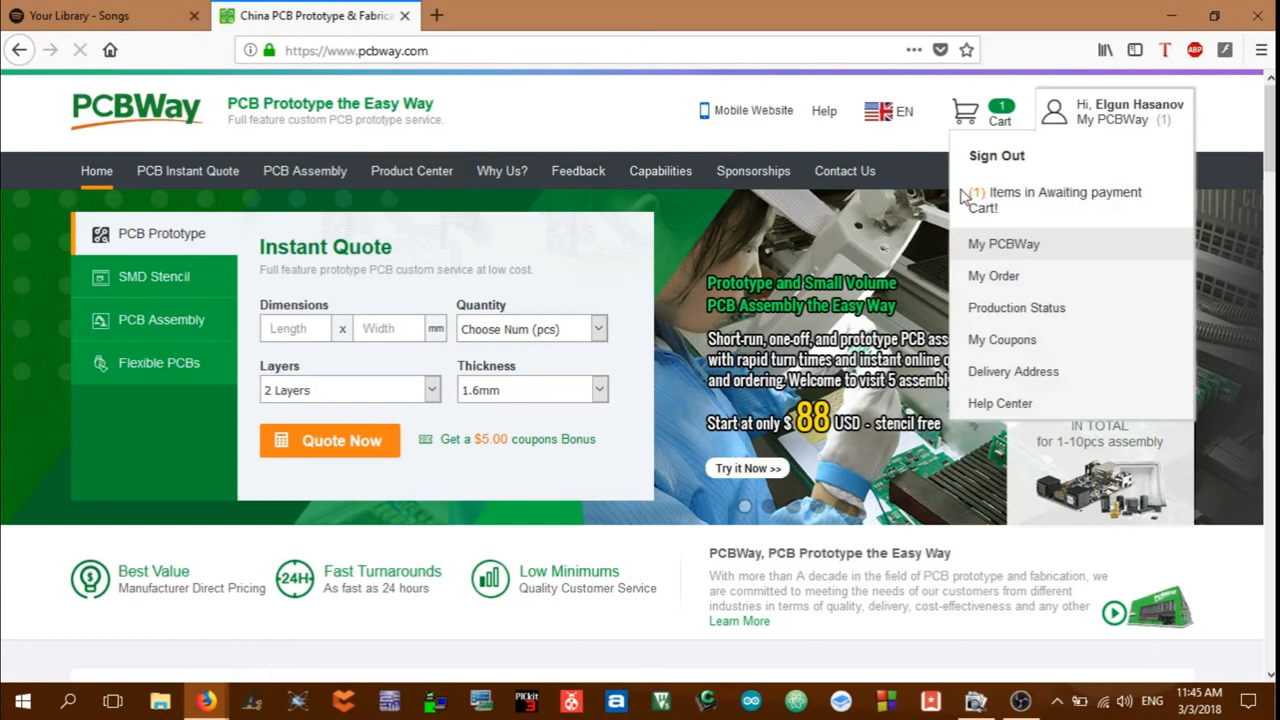 Your Library - Songs
China PCB Prototype & Fabrica
https://www.pcbway.com
PCBWay
PCB Prototype the Easy Way
Full feature custom PCB prototype service.
Mobile Website
Help
EN
1
Cart
Hi, Elgun Hasanov
My PCBWay (1)
Home
PCB Instant Quote
PCB Assembly
Product Center
Why Us?
Feedback
Capabilities
Sponsorships
Contact Us
Sign Out
(1) Items in Awaiting payment
Cart!
My PCBWay
My Order
Production Status
My Coupons
Delivery Address
Help Center
PCB Prototype
SMD Stencil
PCB Assembly
Flexible PCBs
Instant Quote
Full feature prototype PCB custom service at low cost.
Dimensions
Quantity
Length x Width mm
Choose Num (pcs)
Layers
Thickness
2 Layers
1.6mm
Quote Now
Get a $5.00 coupons Bonus
Prototype and Small Volume
PCB Assembly the Easy Way
Short-run, one-off, and prototype PCB ass
with rapid turn times and instant online q
and ordering. Welcome to visit 5 assembly
Start at only $ 88 USD - stencil free
Try it Now >>
IN TOTAL
for 1-10pcs assembly
Best Value
Manufacturer Direct Pricing
24H
Fast Turnarounds
As fast as 24 hours
Low Minimums
Quality Customer Service
PCBWay, PCB Prototype the Easy Way
With more than A decade in the field of PCB prototype and fabrication, we
are committed to meeting the needs of our customers from different
industries in terms of quality, delivery, cost-effectiveness and any other
Learn More
PICkit
3
ENG
11:45 AM
3/3/2018